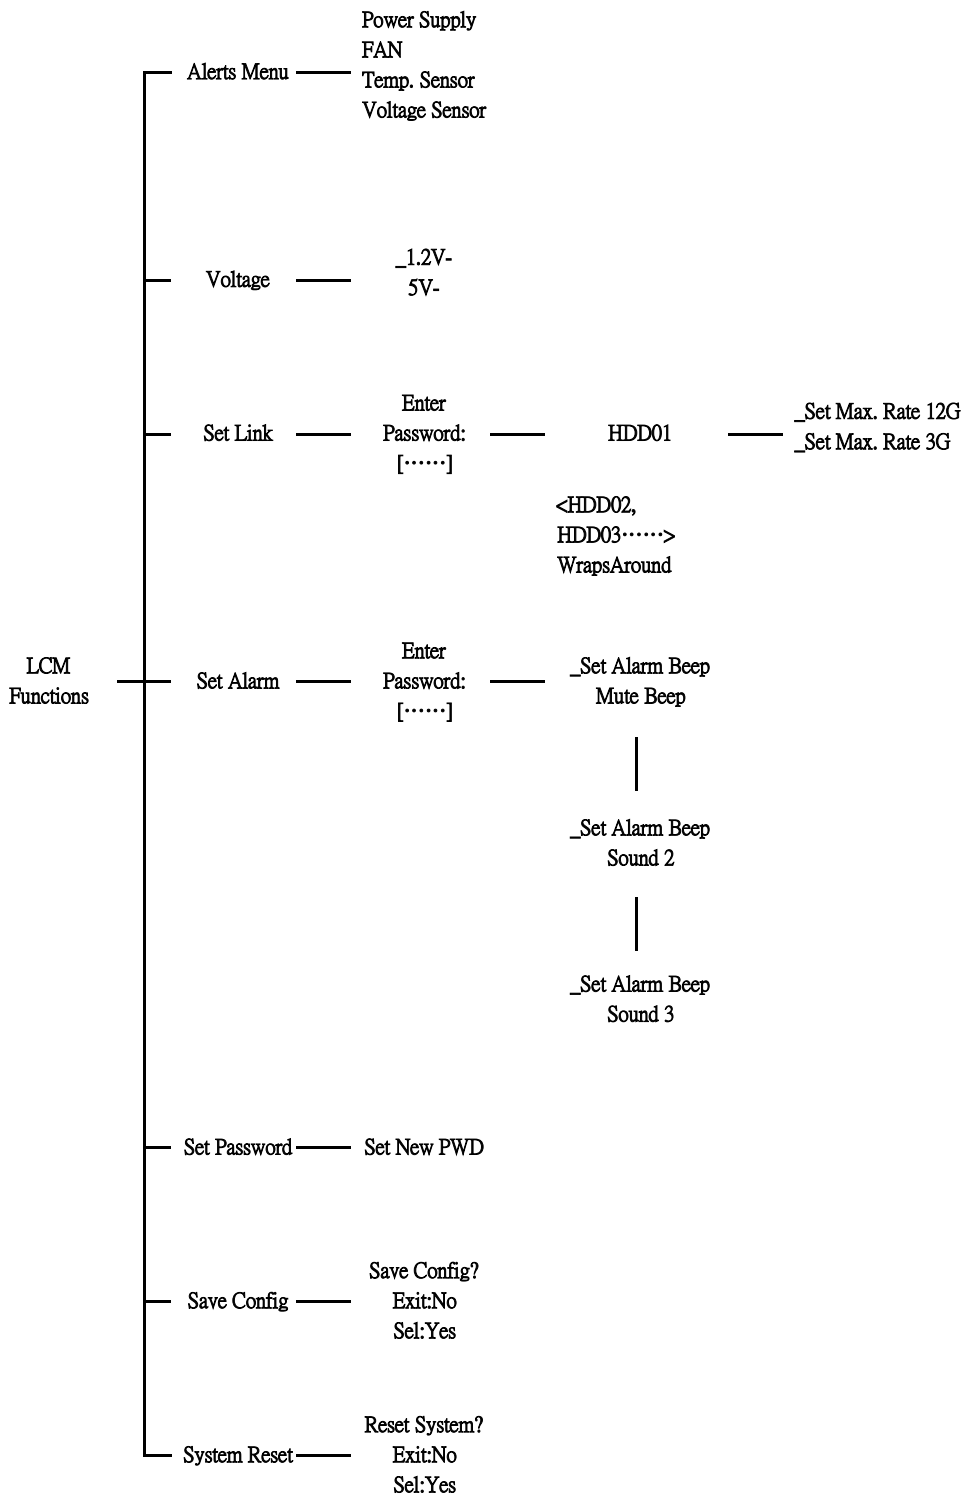 Power Supply
FAN
Alerts Menu
Temp. Sensor
Voltage Sensor
Voltage
_1.2V-
5V-
Set Link
Enter
Password:
[⋯⋯]
HDD01
_Set Max. Rate 12G
_Set Max. Rate 3G
<HDD02,
HDD03⋯⋯>
WrapsAround
LCM
Functions
Set Alarm
Enter
Password:
[⋯⋯]
_Set Alarm Beep
Mute Beep
_Set Alarm Beep
Sound 2
_Set Alarm Beep
Sound 3
Set Password
Set New PWD
Save Config
Save Config?
Exit:No
Sel:Yes
System Reset
Reset System?
Exit:No
Sel:Yes